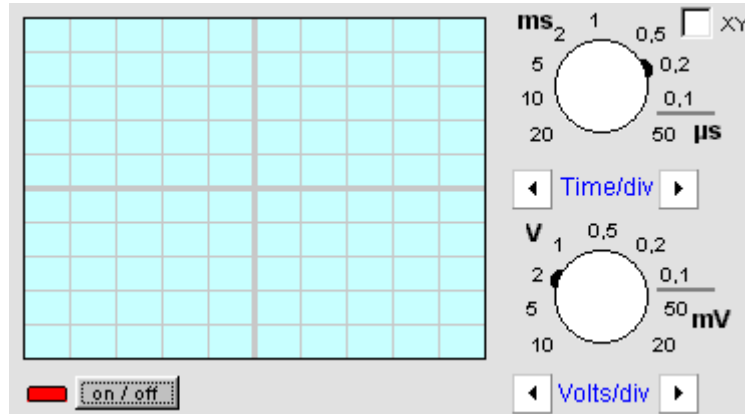 ms 2 1 0,5 XY
5 0,2
10 0,1
20 50 µs
Time/div
V 1 0,5 0,2
2 0,1
5 50 mV
10 20
on / off
Volts/div